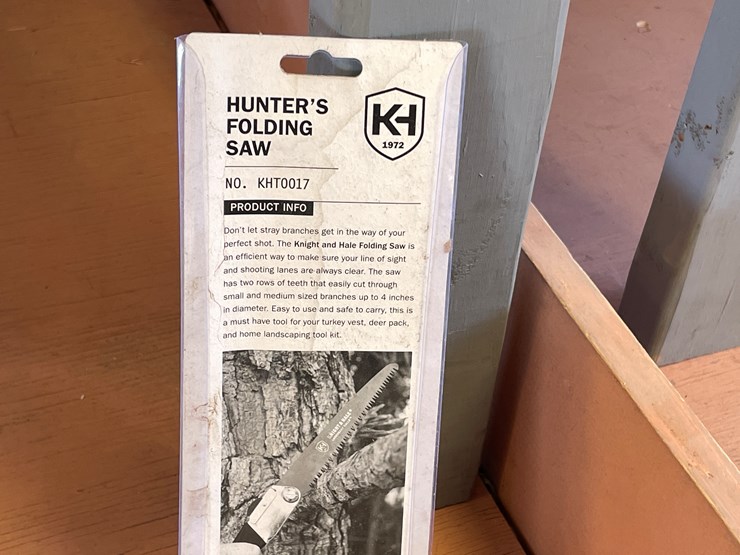 HUNTER'S
FOLDING
SAW
KH
1972
NO. KHT0017
PRODUCT INFO
Don't let stray branches get in the way of your
perfect shot. The Knight and Hale Folding Saw is
an efficient way to make sure your line of sight
and shooting lanes are always clear. The saw
has two rows of teeth that easily cut through
small and medium sized branches up to 4 inches
in diameter. Easy to use and safe to carry, this is
a must have tool for your turkey vest, deer pack,
and home landscaping tool kit.